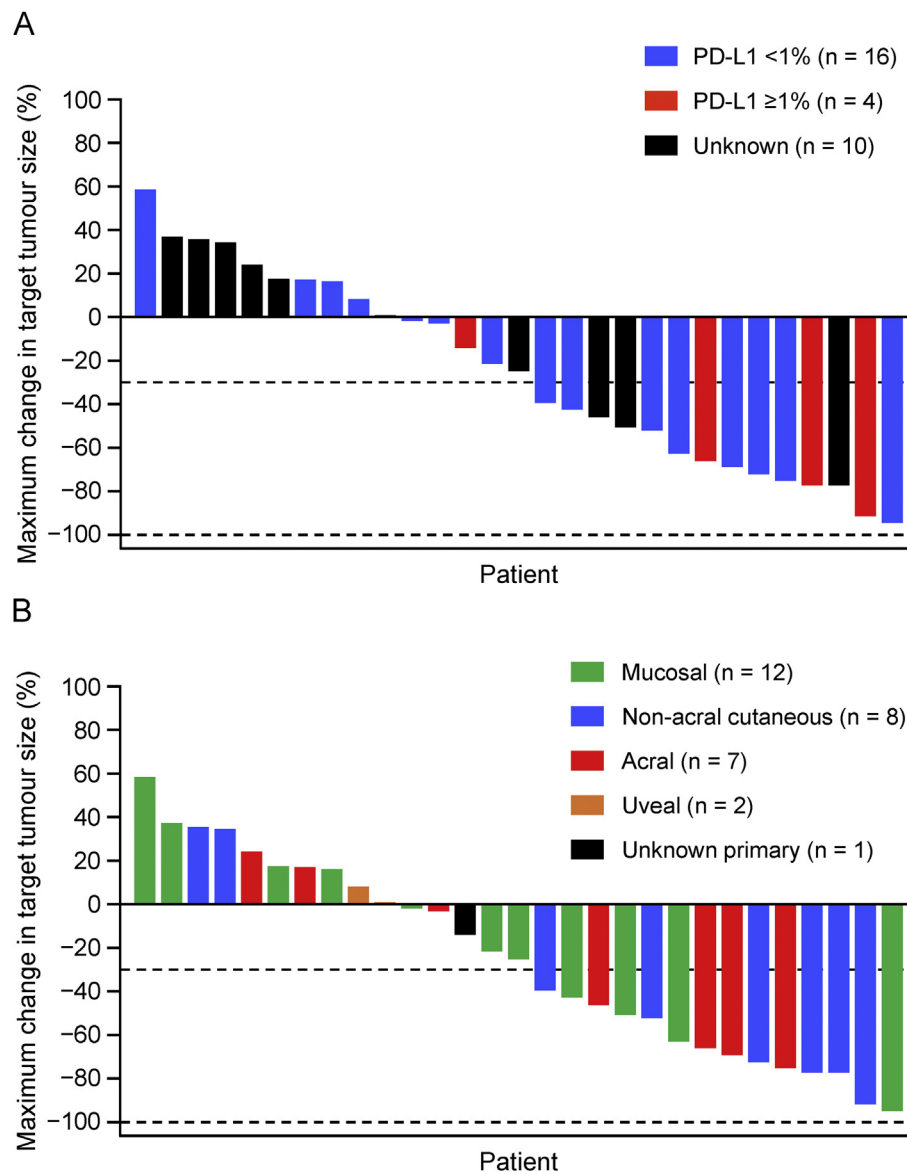 A
PD-L1 <1% (n = 16)
PD-L1 ≥1% (n = 4)
Unknown (n = 10)
Maximum change in target tumour size (%)
100
80
60
40
20
0
−20
−40
−60
−80
−100
Patient
B
Mucosal (n = 12)
Non-acral cutaneous (n = 8)
Acral (n = 7)
Uveal (n = 2)
Unknown primary (n = 1)
Maximum change in target tumour size (%)
100
80
60
40
20
0
−20
−40
−60
−80
−100
Patient